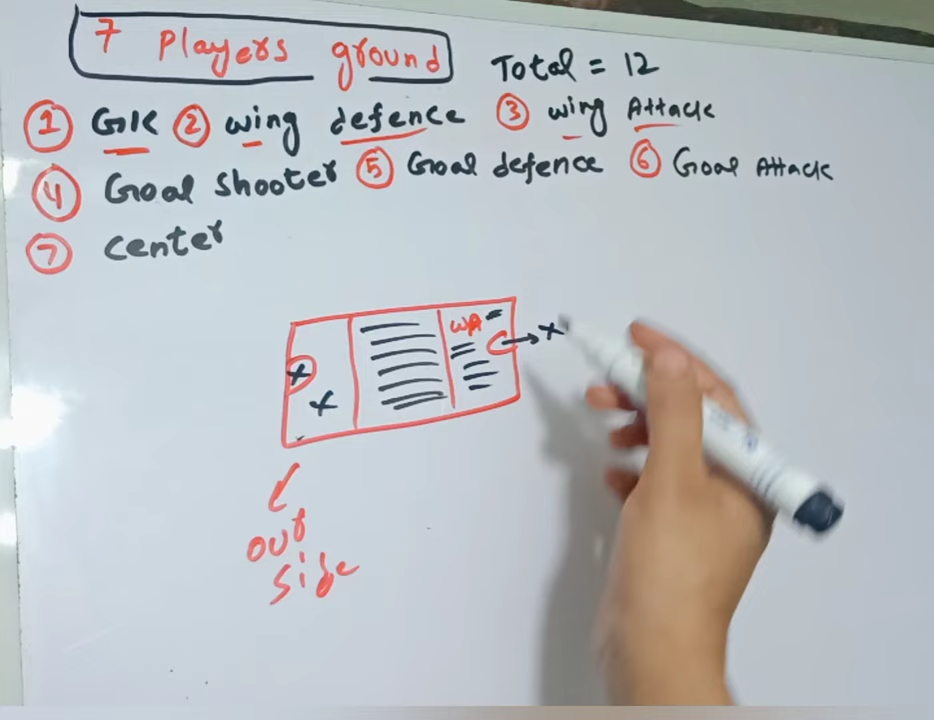 7 Players ground
Total = 12
① GK ② wing defence ③ wing Attack
④ Goal shooter ⑤ Goal defence ⑥ Goal Attack
⑦ center
WA
out
side